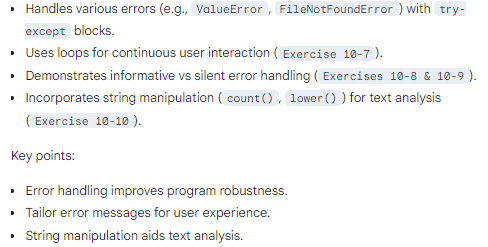 • Handles various errors (e.g., ValueError, FileNotFoundError) with try-
except blocks.
• Uses loops for continuous user interaction (Exercise 10-7).
• Demonstrates informative vs silent error handling (Exercises 10-8 & 10-9).
• Incorporates string manipulation (count(), lower()) for text analysis
(Exercise 10-10).
Key points:
• Error handling improves program robustness.
• Tailor error messages for user experience.
• String manipulation aids text analysis.